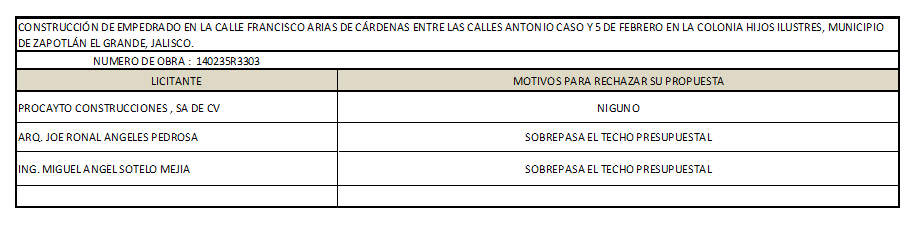 CONSTRUCCIÓN DE EMPEDRADO EN LA CALLE FRANCISCO ARIAS DE CÁRDENAS ENTRE LAS CALLES ANTONIO CASO Y 5 DE FEBRERO EN LA COLONIA HIJOS ILUSTRES, MUNICIPIO
DE ZAPOTLÁN EL GRANDE, JALISCO.
NUMERO DE OBRA : 140235R3303
LICITANTE MOTIVOS PARA RECHAZAR SU PROPUESTA
PROCAYTO CONSTRUCCIONES , SA DE CV NIGUNO
ARQ. JOE RONAL ANGELES PEDROSA SOBREPASA EL TECHO PRESUPUESTAL
ING. MIGUEL ANGEL SOTELO MEJIA SOBREPASA EL TECHO PRESUPUESTAL